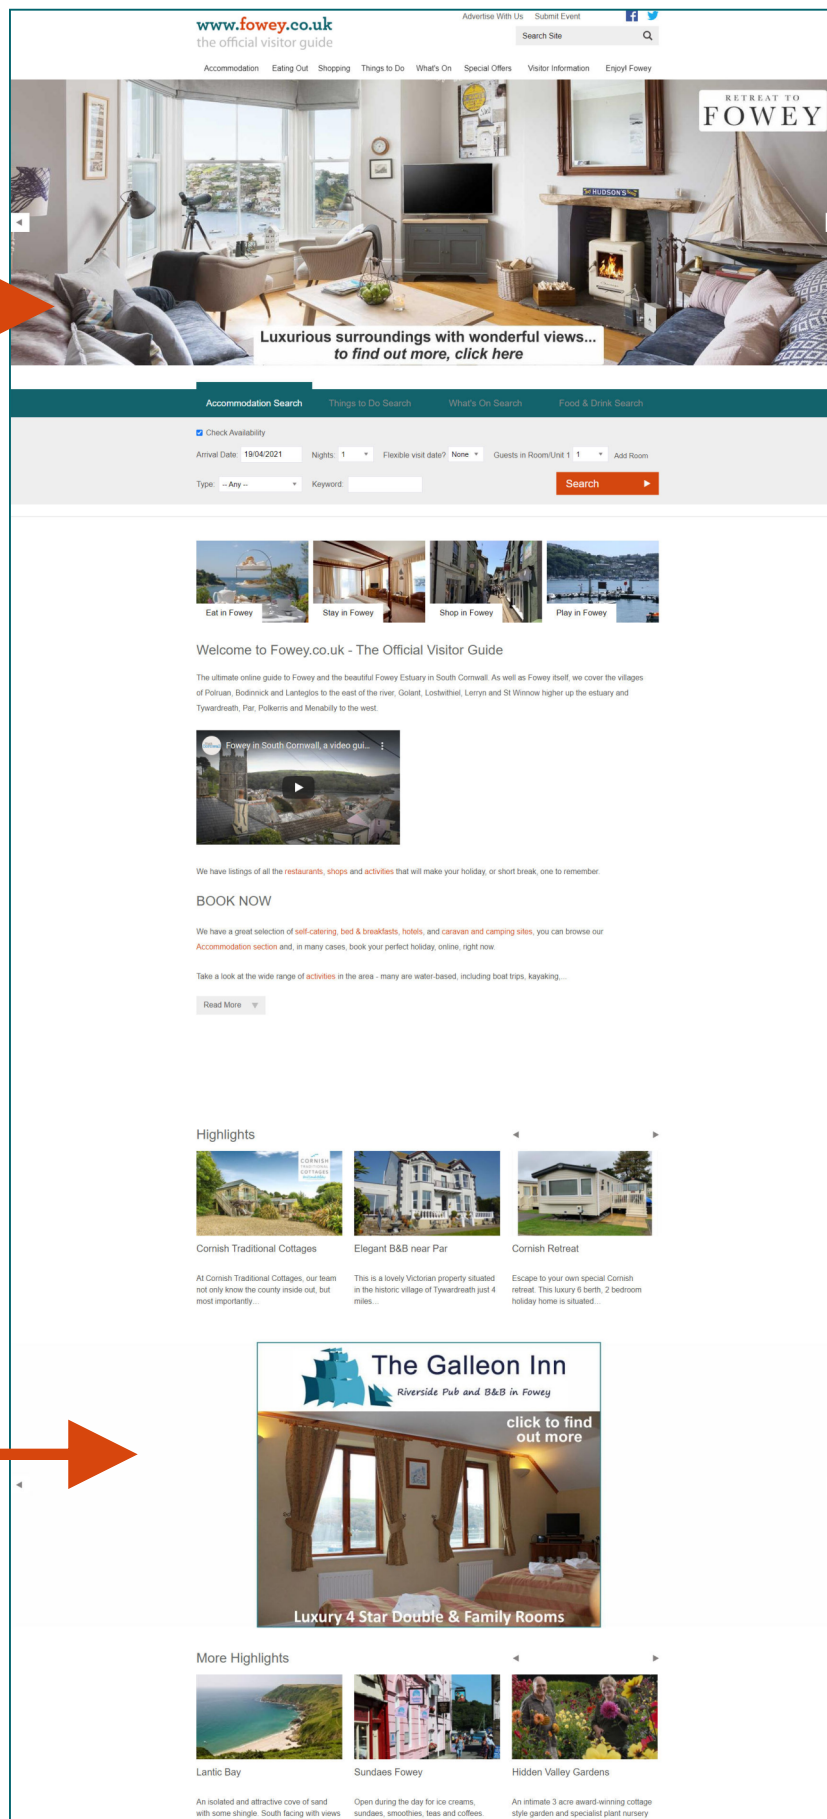 www.fowey.co.uk
the official visitor guide
Advertise With Us Submit Event
Search Site
Accommodation Eating Out Shopping Things to Do What's On Special Offers Visitor Information Enjoy! Fowey
RETREAT TO
FOWEY
HUDSON'S
Luxurious surroundings with wonderful views...
to find out more, click here
Accommodation Search Things to Do Search What's On Search Food & Drink Search
Check Availability
Arrival Date: 19/04/2021 Nights: 1 Flexible visit date? None Guests in Room/Unit 1 1 Add Room
Type: -- Any -- Keyword: Search
Eat in Fowey Stay in Fowey Shop in Fowey Play in Fowey
Welcome to Fowey.co.uk - The Official Visitor Guide
The ultimate online guide to Fowey and the beautiful Fowey Estuary in South Cornwall. As well as Fowey itself, we cover the villages
of Polruan, Bodinnick and Lanteglos to the east of the river, Golant, Lostwithiel, Lerryn and St Winnow higher up the estuary and
Tywardreath, Par, Polkerris and Menabilly to the west.
Fowey in South Cornwall, a video gui...
We have listings of all the restaurants, shops and activities that will make your holiday, or short break, one to remember.
BOOK NOW
We have a great selection of self-catering, bed & breakfasts, hotels, and caravan and camping sites, you can browse our
Accommodation section and, in many cases, book your perfect holiday, online, right now.
Take a look at the wide range of activities in the area - many are water-based, including boat trips, kayaking,...
Read More
Highlights
CORNISH
TRADITIONAL
COTTAGES
Cornish Traditional Cottages
At Cornish Traditional Cottages, our team
not only know the county inside out, but
most importantly...
Elegant B&B near Par
This is a lovely Victorian property situated
in the historic village of Tywardreath just 4
miles...
Cornish Retreat
Escape to your own special Cornish
retreat. This luxury 6 berth, 2 bedroom
holiday home is situated...
The Galleon Inn
Riverside Pub and B&B in Fowey
click to find
out more
Luxury 4 Star Double & Family Rooms
More Highlights
Lantic Bay
An isolated and attractive cove of sand
with some shingle. South facing with views
Sundaes Fowey
Open during the day for ice creams,
sundaes, smoothies, teas and coffees.
Hidden Valley Gardens
An intimate 3 acre award-winning cottage
style garden and specialist plant nursery